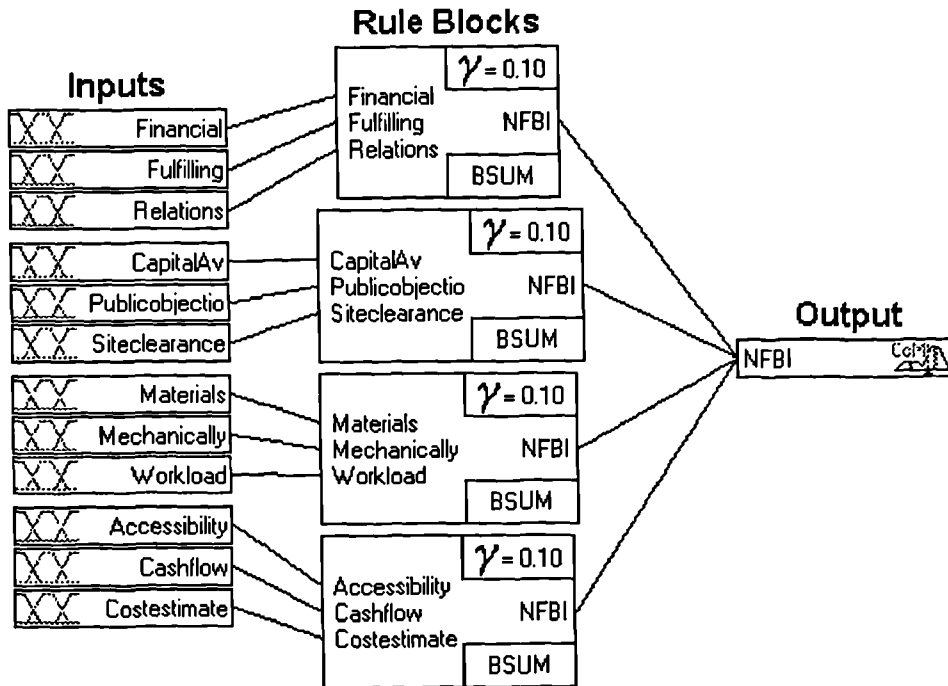 Rule Blocks
Inputs
Financial
Fulfilling
Relations
CapitalAv
Publicobjectio
Siteclearance
Materials
Mechanically
Workload
Accessibility
Cashflow
Costestimate
γ = 0.10
Financial
Fulfilling
Relations
NFBI
BSUM
γ = 0.10
CapitalAv
Publicobjectio
Siteclearance
NFBI
BSUM
γ = 0.10
Materials
Mechanically
Workload
NFBI
BSUM
γ = 0.10
Accessibility
Cashflow
Costestimate
NFBI
BSUM
Output
NFBI